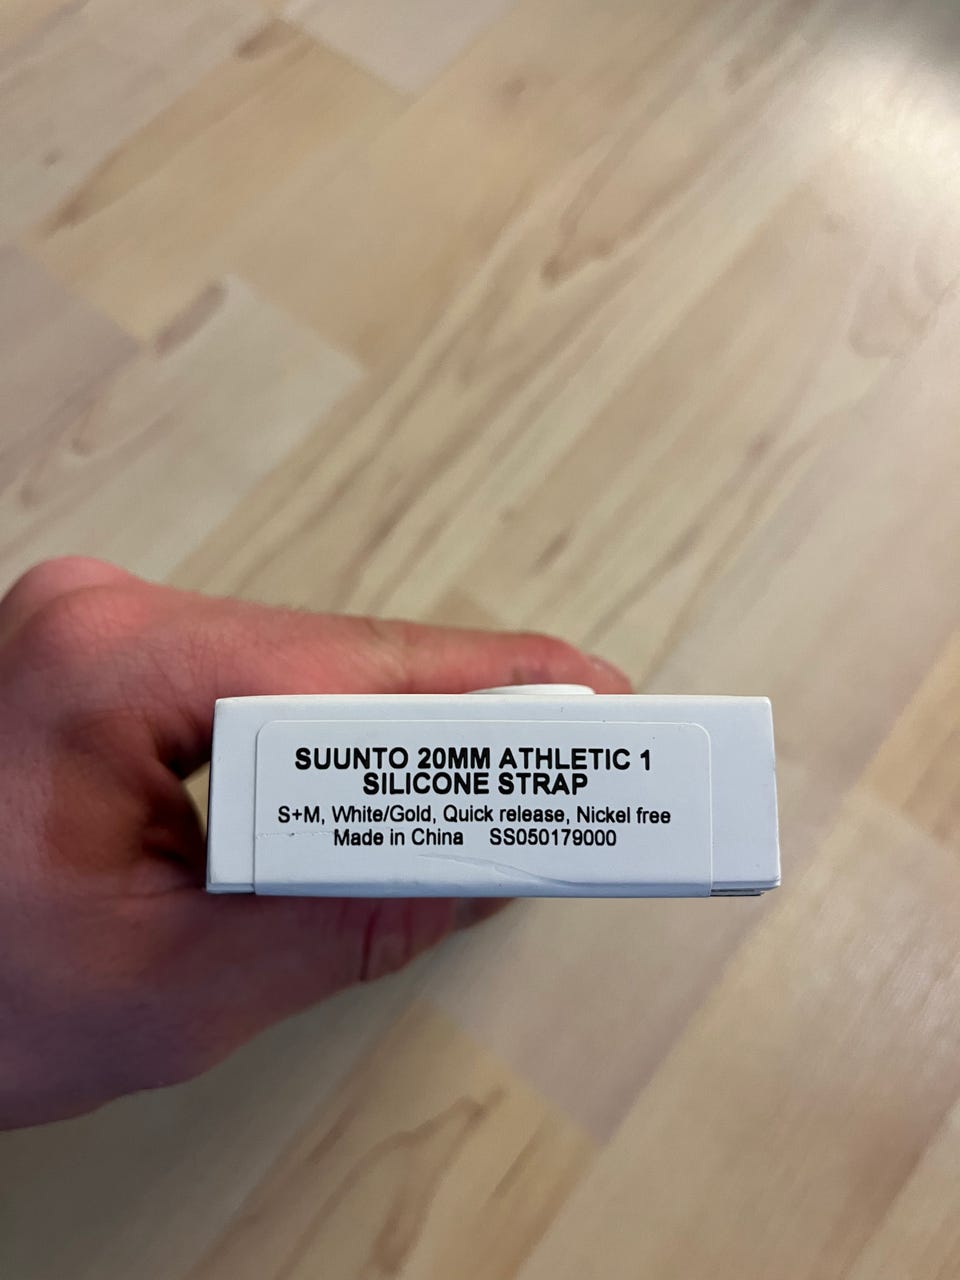 SUUNTO 20MM ATHLETIC 1
SILICONE STRAP
S+M, White/Gold, Quick release, Nickel free
Made in China SS050179000